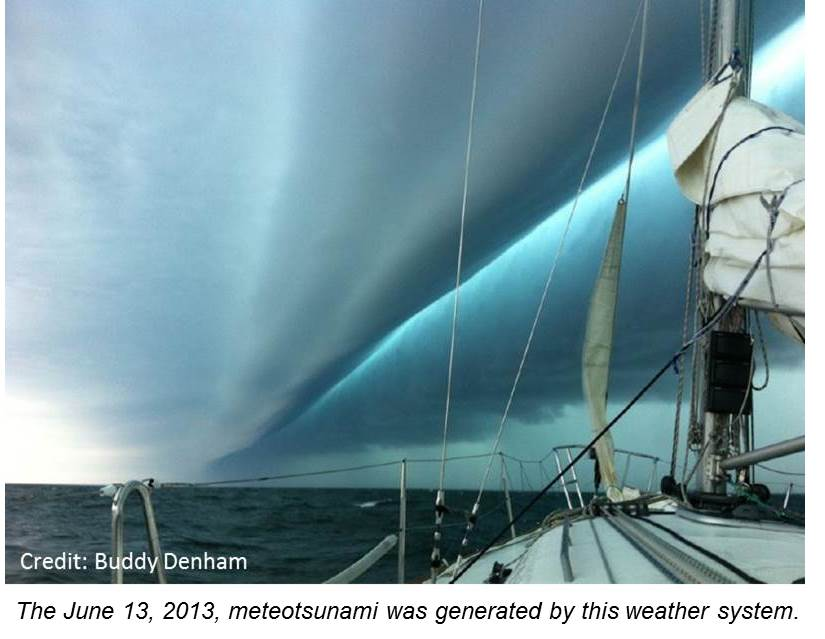 Credit: Buddy Denham
The June 13, 2013, meteotsunami was generated by this weather system.